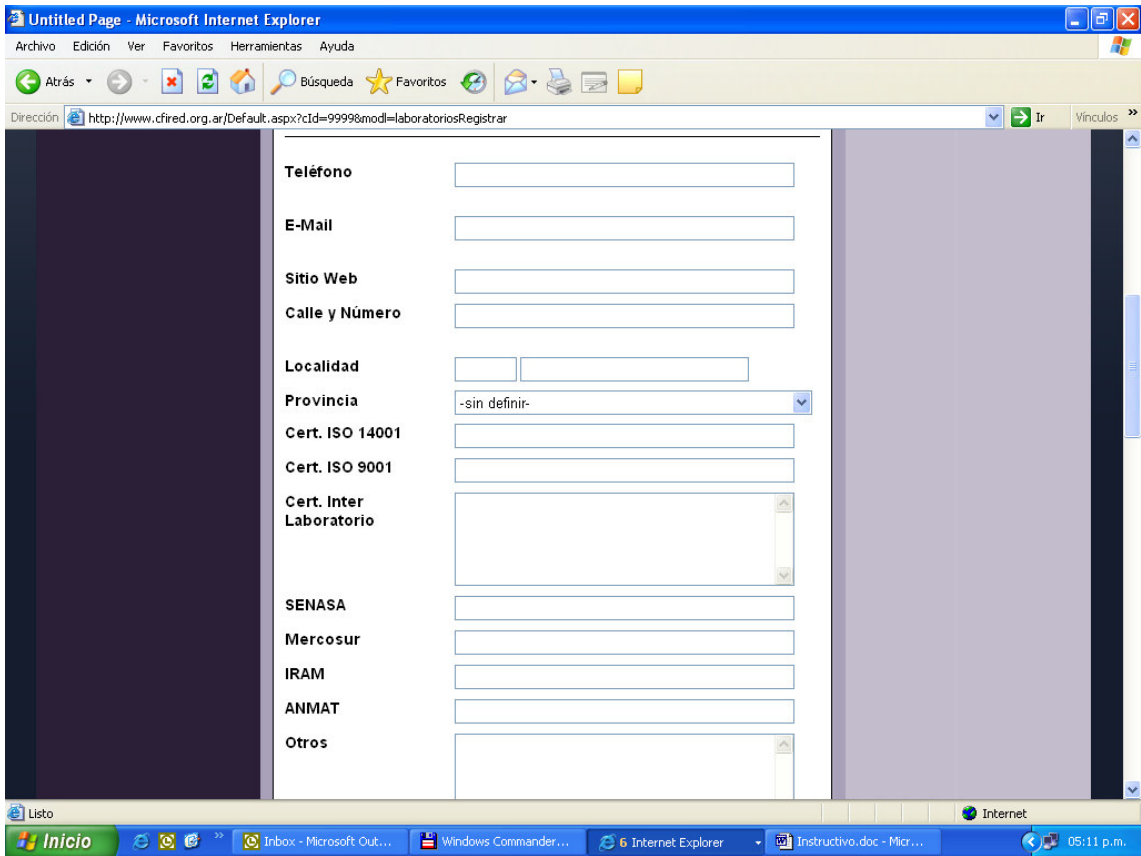 Untitled Page - Microsoft Internet Explorer
Archivo Edición Ver Favoritos Herramientas Ayuda
Atrás Búsqueda Favoritos
Dirección http://www.cfired.org.ar/Default.aspx?cId=9999&modl=laboratoriosRegistrar Ir Vínculos »
Teléfono
E-Mail
Sitio Web
Calle y Número
Localidad
Provincia -sin definir-
Cert. ISO 14001
Cert. ISO 9001
Cert. Inter
Laboratorio
SENASA
Mercosur
IRAM
ANMAT
Otros
Listo Internet
Inicio » Inbox - Microsoft Out... Windows Commander... 6 Internet Explorer Instructivo.doc - Micr... 05:11 p.m.